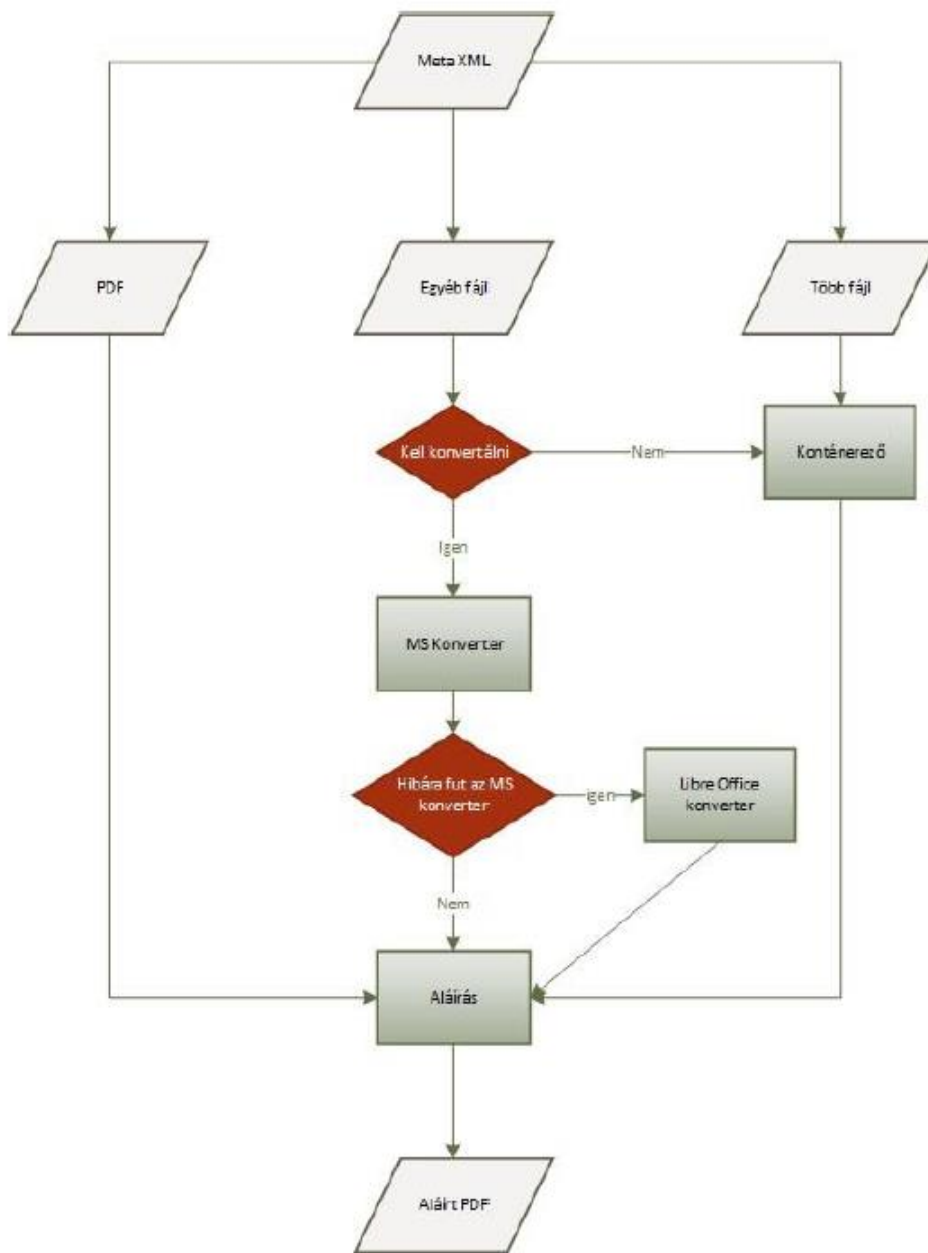 Meta XML
PDF
Egyéb fájl
Több fájl
Kell konvertálni
Nem
Konténerező
Igen
MS Konverter
Hibára fut az MS
konverter
igen
Libre Office
konverter
Nem
Aláírás
Aláírt PDF